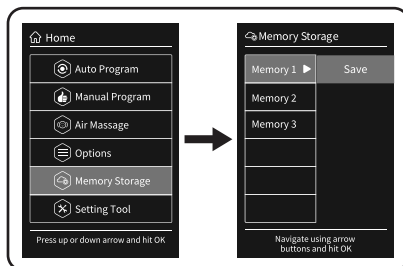 Home
Auto Program
Manual Program
Air Massage
Options
Memory Storage
Setting Tool
Press up or down arrow and hit OK
Memory Storage
Memory 1 Save
Memory 2
Memory 3
Navigate using arrow
buttons and hit OK